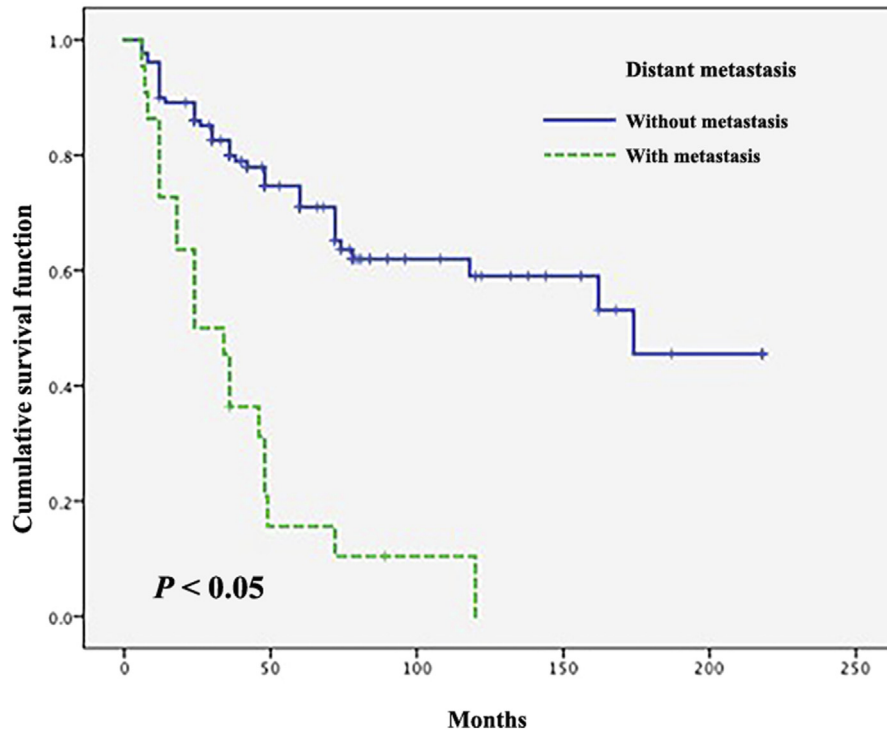 1.0
0.8
0.6
0.4
0.2
0.0
Cumulative survival function
Distant metastasis
Without metastasis
With metastasis
P < 0.05
0 50 100 150 200 250
Months